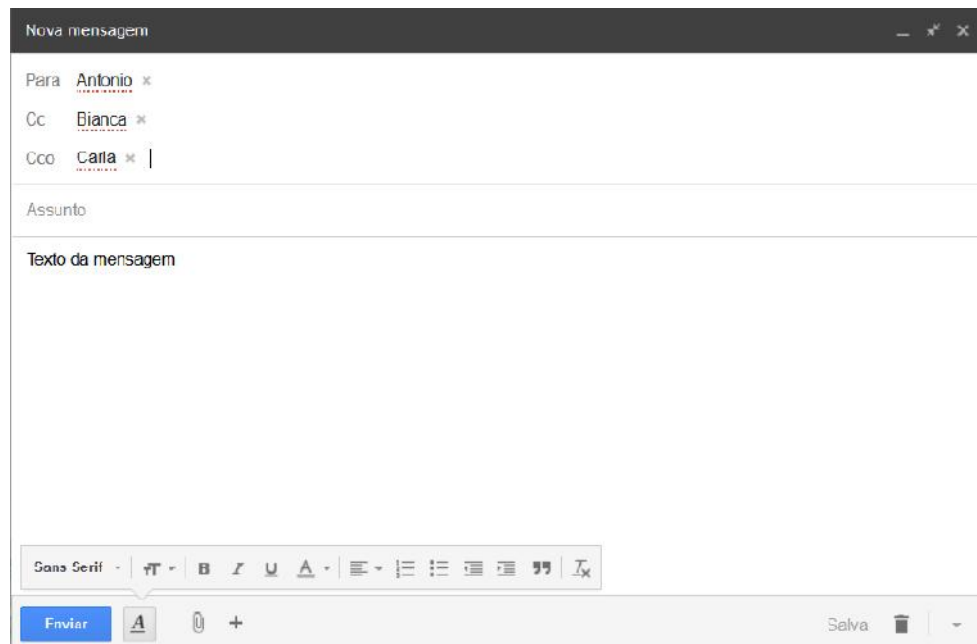 Nova mensagem
Para Antonio
Cc Bianca
Cco Carla
Assunto
Texto da mensagem
Sans Serif
Enviar
Salva